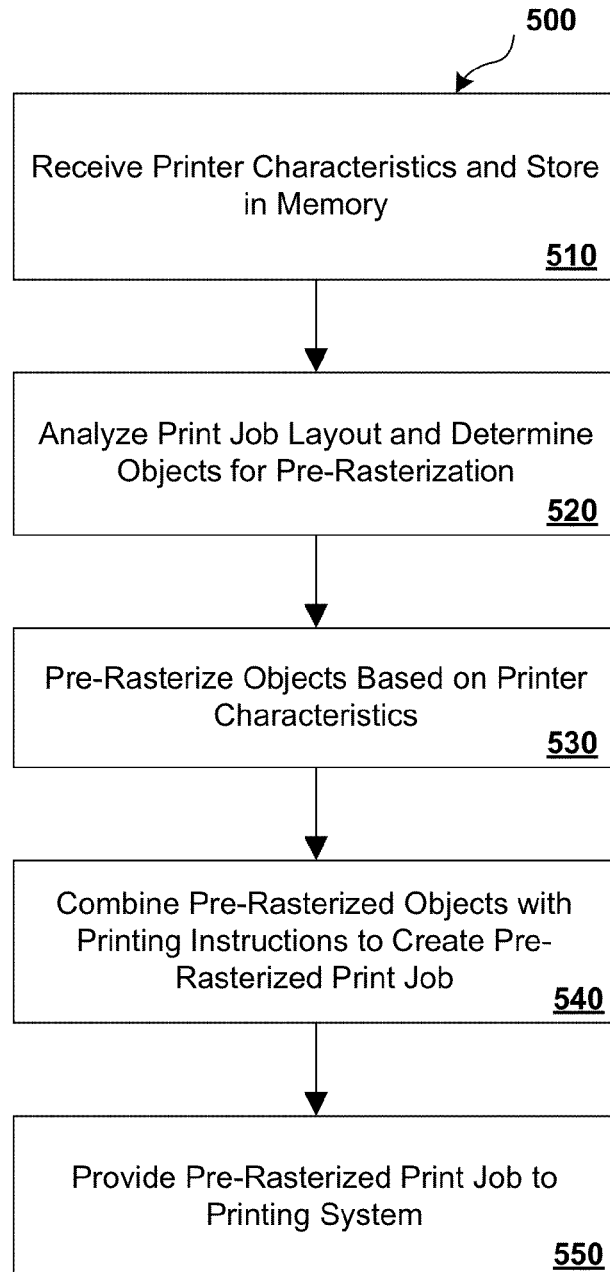 500
Receive Printer Characteristics and Store
in Memory
510
Analyze Print Job Layout and Determine
Objects for Pre-Rasterization
520
Pre-Rasterize Objects Based on Printer
Characteristics
530
Combine Pre-Rasterized Objects with
Printing Instructions to Create Pre-
Rasterized Print Job
540
Provide Pre-Rasterized Print Job to
Printing System
550